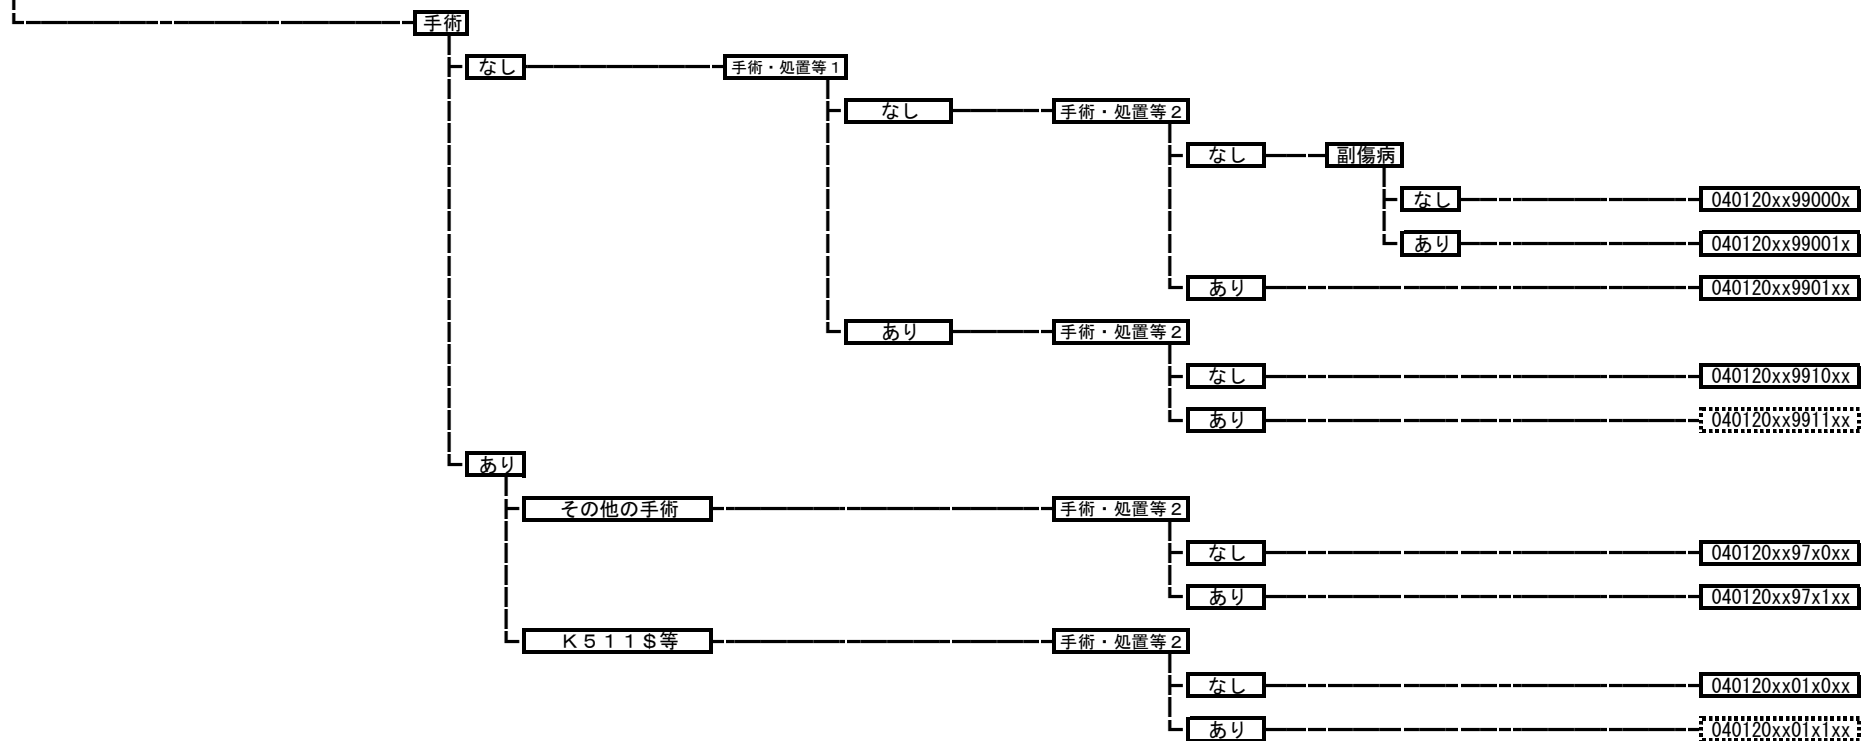 手術
なし
手術・処置等1
なし
手術・処置等2
なし
副傷病
なし
040120xx99000x
あり
040120xx99001x
あり
040120xx9901xx
あり
手術・処置等2
なし
040120xx9910xx
あり
040120xx9911xx
あり
その他の手術
手術・処置等2
なし
040120xx97x0xx
あり
040120xx97x1xx
K511$等
手術・処置等2
なし
040120xx01x0xx
あり
040120xx01x1xx